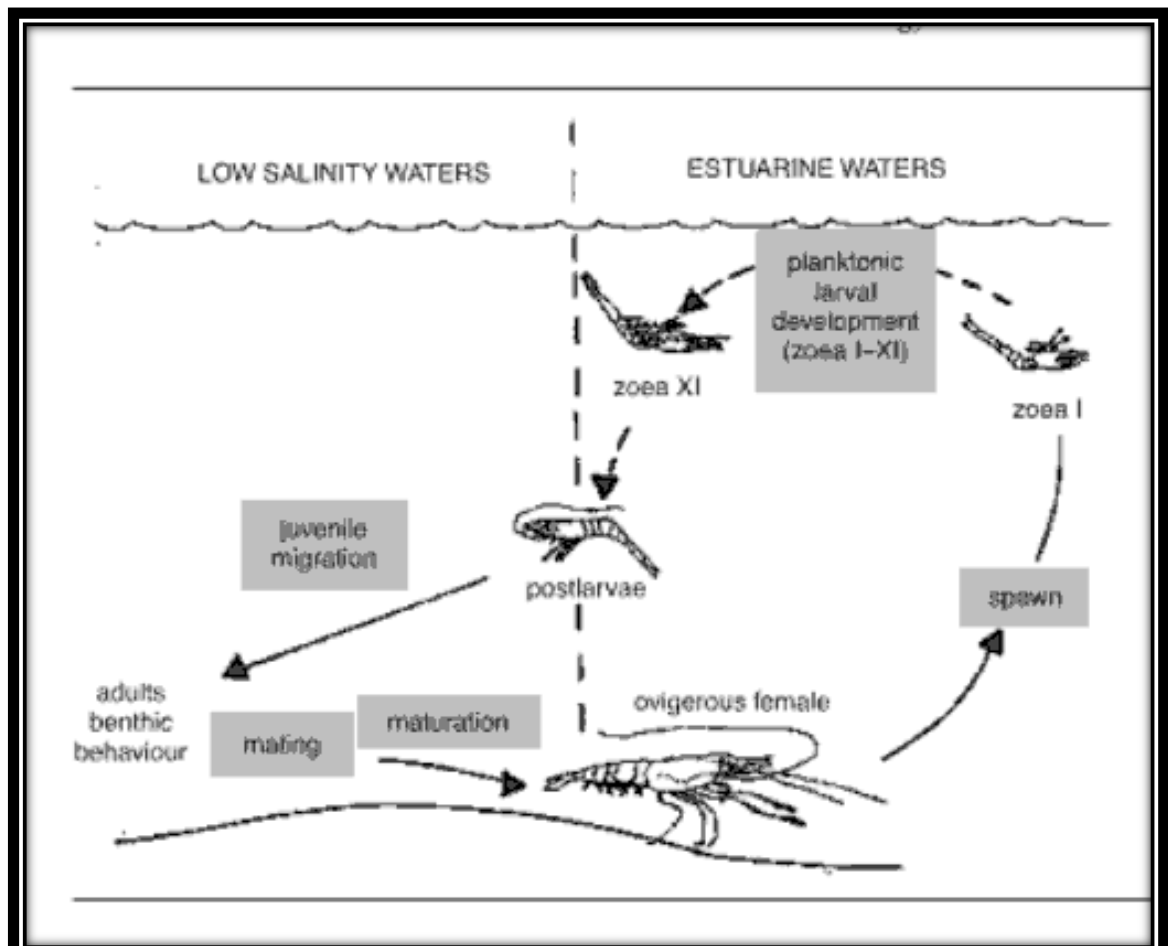 LOW SALINITY WATERS
ESTUARINE WATERS
planktonic
larval
development
(zoea I–XI)
zoea XI
zoea I
juvenile
migration
postlarvae
spawn
adults
benthic
behaviour
mating
maturation
ovigerous female